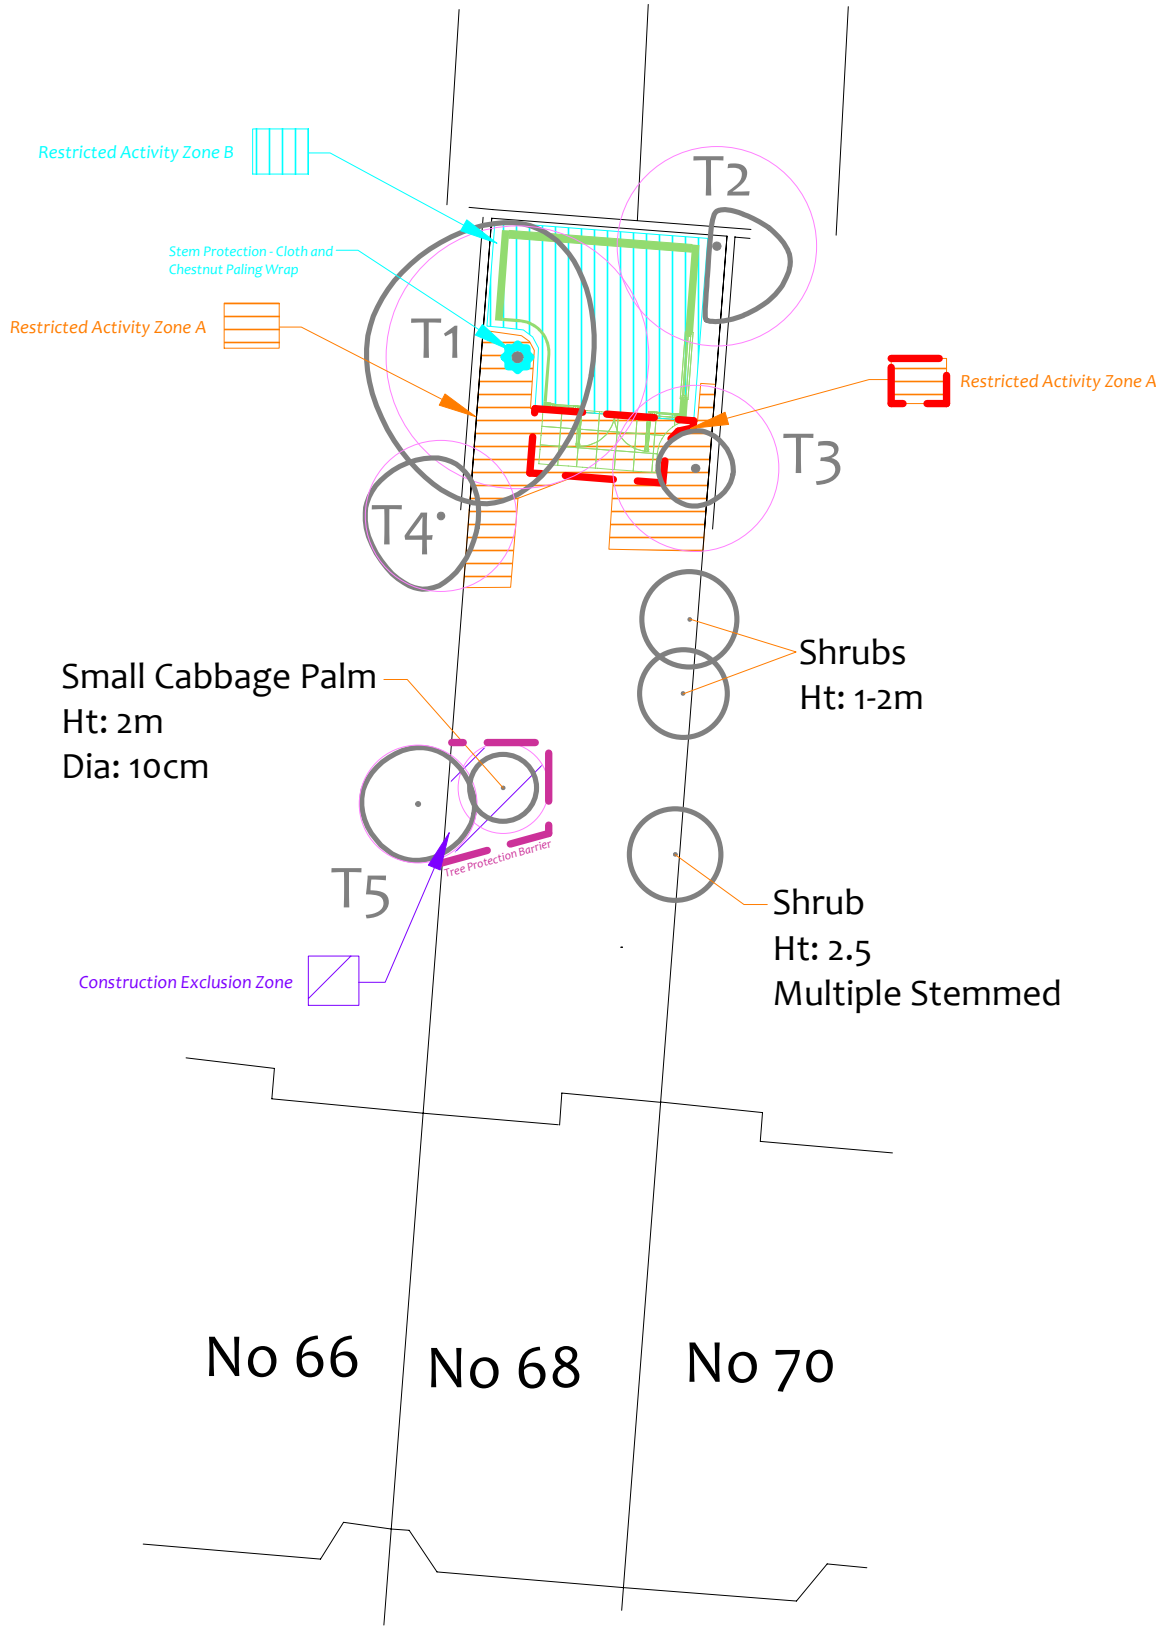 T2
Restricted Activity Zone B
Stem Protection - Cloth and
Chestnut Paling Wrap
Restricted Activity Zone A
T1
Restricted Activity Zone A
T3
T4
Shrubs
Ht: 1-2m
Small Cabbage Palm
Ht: 2m
Dia: 10cm
Tree Protection Barrier
T5
Shrub
Ht: 2.5
Multiple Stemmed
Construction Exclusion Zone
No 66
No 68
No 70